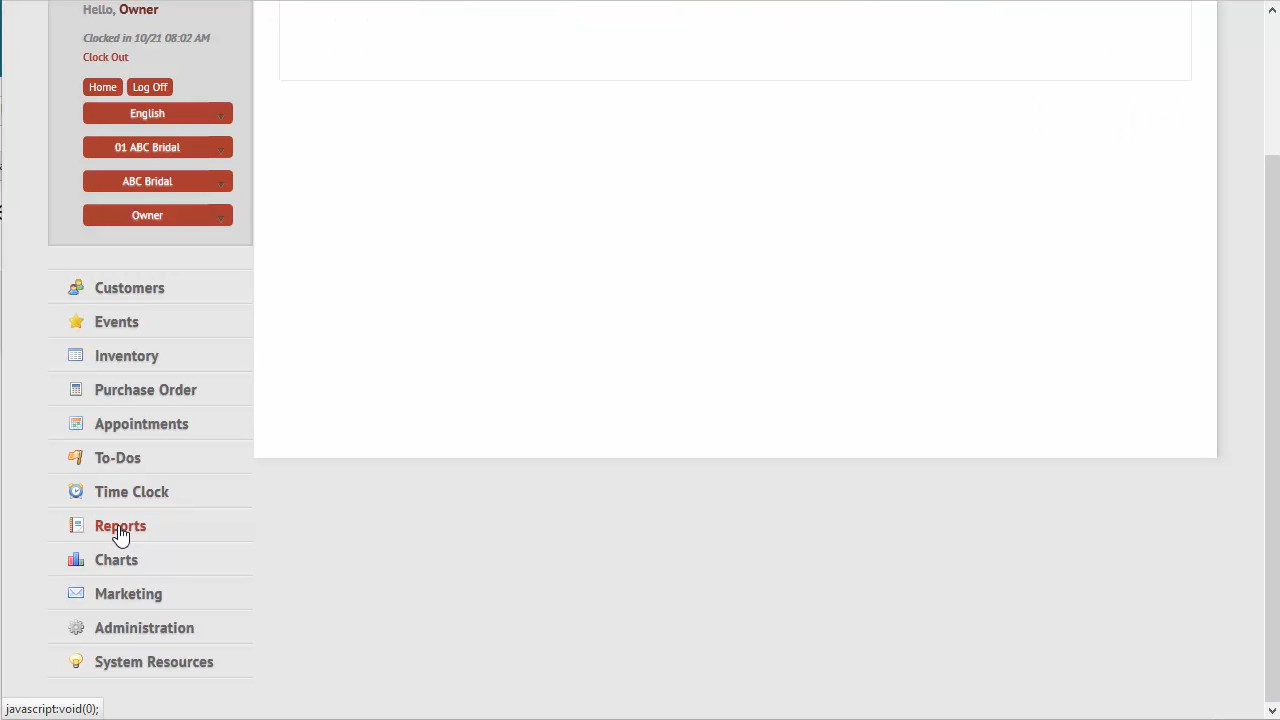 Hello, Owner
Clocked in 10/21 08:02 AM
Clock Out
Home Log Off
English
01 ABC Bridal
ABC Bridal
Owner
Customers
Events
Inventory
Purchase Order
Appointments
To-Dos
Time Clock
Reports
Charts
Marketing
Administration
System Resources
javascript:void(0);